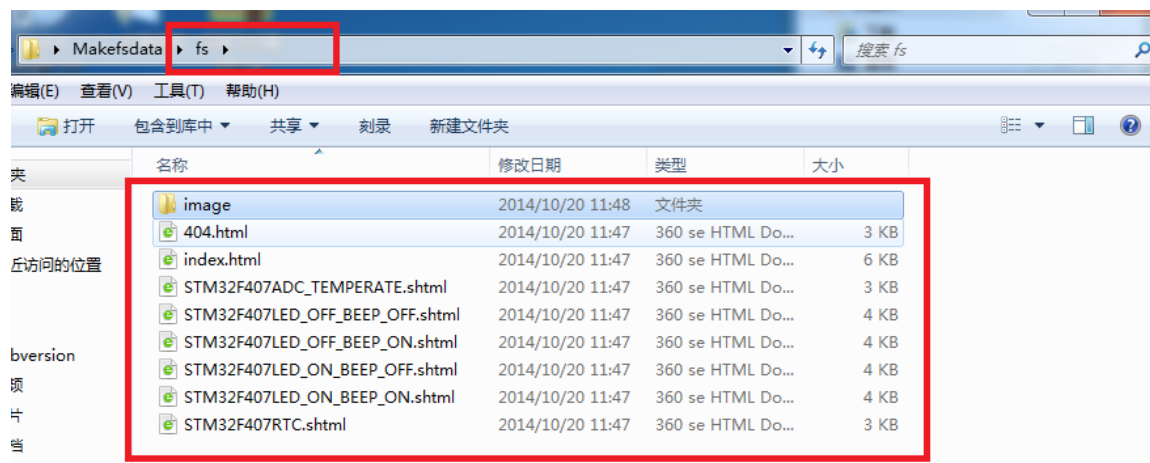 Makefsdata fs 搜索 fs
编辑(E) 查看(V) 工具(T) 帮助(H)
打开 包含到库中 共享 刻录 新建文件夹
名称 修改日期 类型 大小
夹
载
面
近访问的位置
bversion
频
片
档
image 2014/10/20 11:48 文件夹
404.html 2014/10/20 11:47 360 se HTML Do... 3 KB
index.html 2014/10/20 11:47 360 se HTML Do... 6 KB
STM32F407ADC_TEMPERATE.shtml 2014/10/20 11:47 360 se HTML Do... 3 KB
STM32F407LED_OFF_BEEP_OFF.shtml 2014/10/20 11:47 360 se HTML Do... 4 KB
STM32F407LED_OFF_BEEP_ON.shtml 2014/10/20 11:47 360 se HTML Do... 4 KB
STM32F407LED_ON_BEEP_OFF.shtml 2014/10/20 11:47 360 se HTML Do... 4 KB
STM32F407LED_ON_BEEP_ON.shtml 2014/10/20 11:47 360 se HTML Do... 4 KB
STM32F407RTC.shtml 2014/10/20 11:47 360 se HTML Do... 3 KB